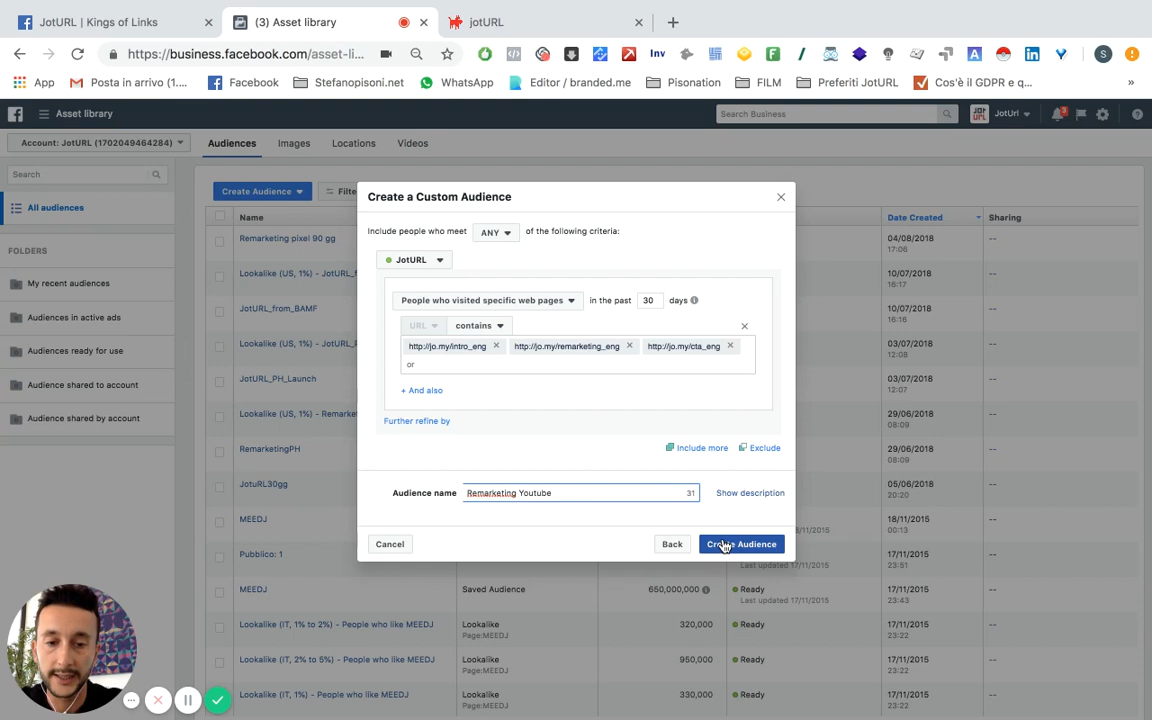 JotURL | Kings of Links
(3) Asset library
jotURL
https://business.facebook.com/asset-li...
Inv
S
App
Posta in arrivo (1....
Facebook
Stefanopisoni.net
WhatsApp
Editor / branded.me
Pisonation
FILM
Preferiti JotURL
Cos'è il GDPR e q...
»
Asset library
Search Business
JotUrl
3
Account: JotURL (1702049464284)
Audiences
Images
Locations
Videos
Search
All audiences
FOLDERS
My recent audiences
Audiences in active ads
Audiences ready for use
Audience shared to account
Audience shared by account
Create Audience
Filte
Name
Date Created
Sharing
Remarketing pixel 90 gg
04/08/2018
17:06
--
Lookalike (US, 1%) - JotURL_f
10/07/2018
16:17
--
JotURL_from_BAMF
10/07/2018
16:16
--
Lookalike (US, 1%) - JotURL_P
03/07/2018
12:08
--
JotURL_PH_Launch
03/07/2018
12:07
--
Lookalike (US, 1%) - Remarke
29/06/2018
08:09
--
RemarketingPH
29/06/2018
08:09
--
JotuRL30gg
05/06/2018
20:20
--
MEEDJ
18/11/2015
00:13
--
Pubblico: 1
Last updated 17/11/2015
17/11/2015
23:51
--
MEEDJ
Saved Audience
650,000,000
Ready
Last updated 17/11/2015
17/11/2015
23:43
--
Lookalike (IT, 1% to 2%) - People who like MEEDJ
Lookalike
Page:MEEDJ
320,000
Ready
17/11/2015
23:22
--
Lookalike (IT, 2% to 5%) - People who like MEEDJ
Lookalike
Page:MEEDJ
950,000
Ready
17/11/2015
23:22
--
Lookalike (IT, 1%) - People who like MEEDJ
Lookalike
Page:MEEDJ
330,000
Ready
17/11/2015
23:22
--
Create a Custom Audience
Include people who meet ANY of the following criteria:
JotURL
People who visited specific web pages in the past 30 days
URL contains
http://jo.my/intro_eng http://jo.my/remarketing_eng http://jo.my/cta_eng
or
+ And also
Further refine by
Include more Exclude
Audience name Remarketing Youtube 31 Show description
Cancel Back Create Audience